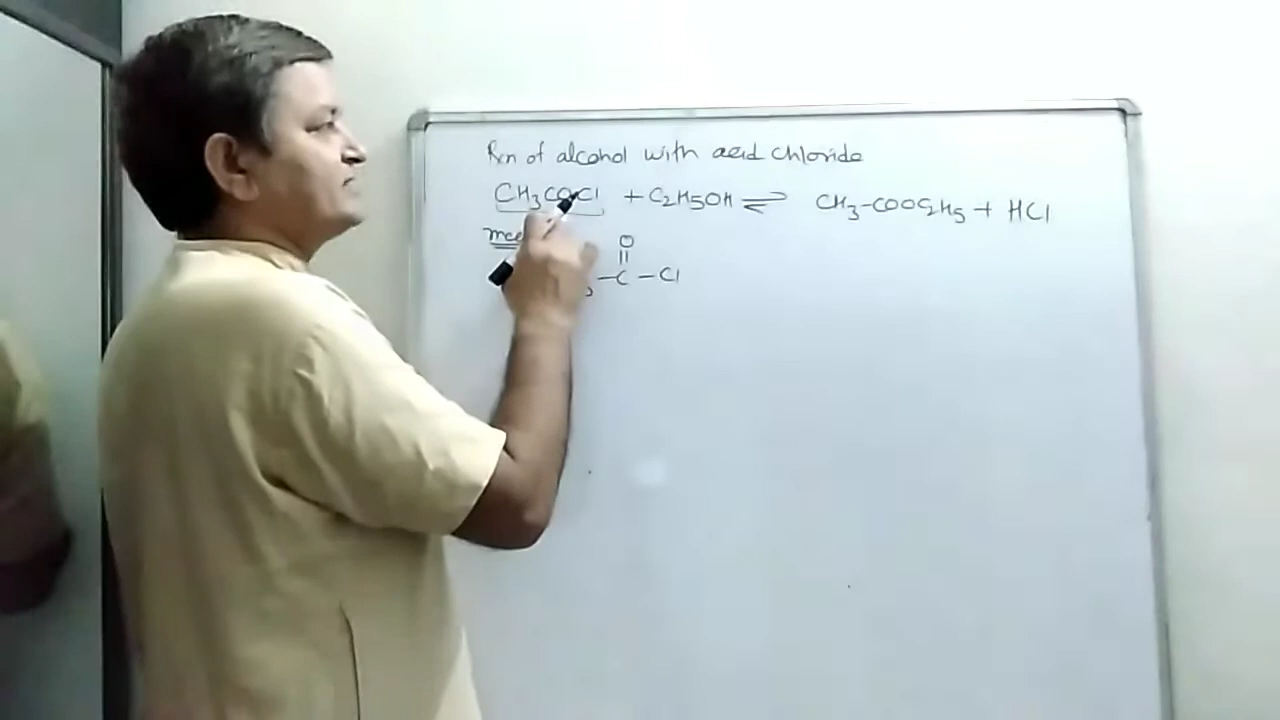 Rxn of alcohol with acid chloride
CH3COCl + C2H5OH ⇌ CH3-COOC2H5 + HCl
O
||
-C-Cl